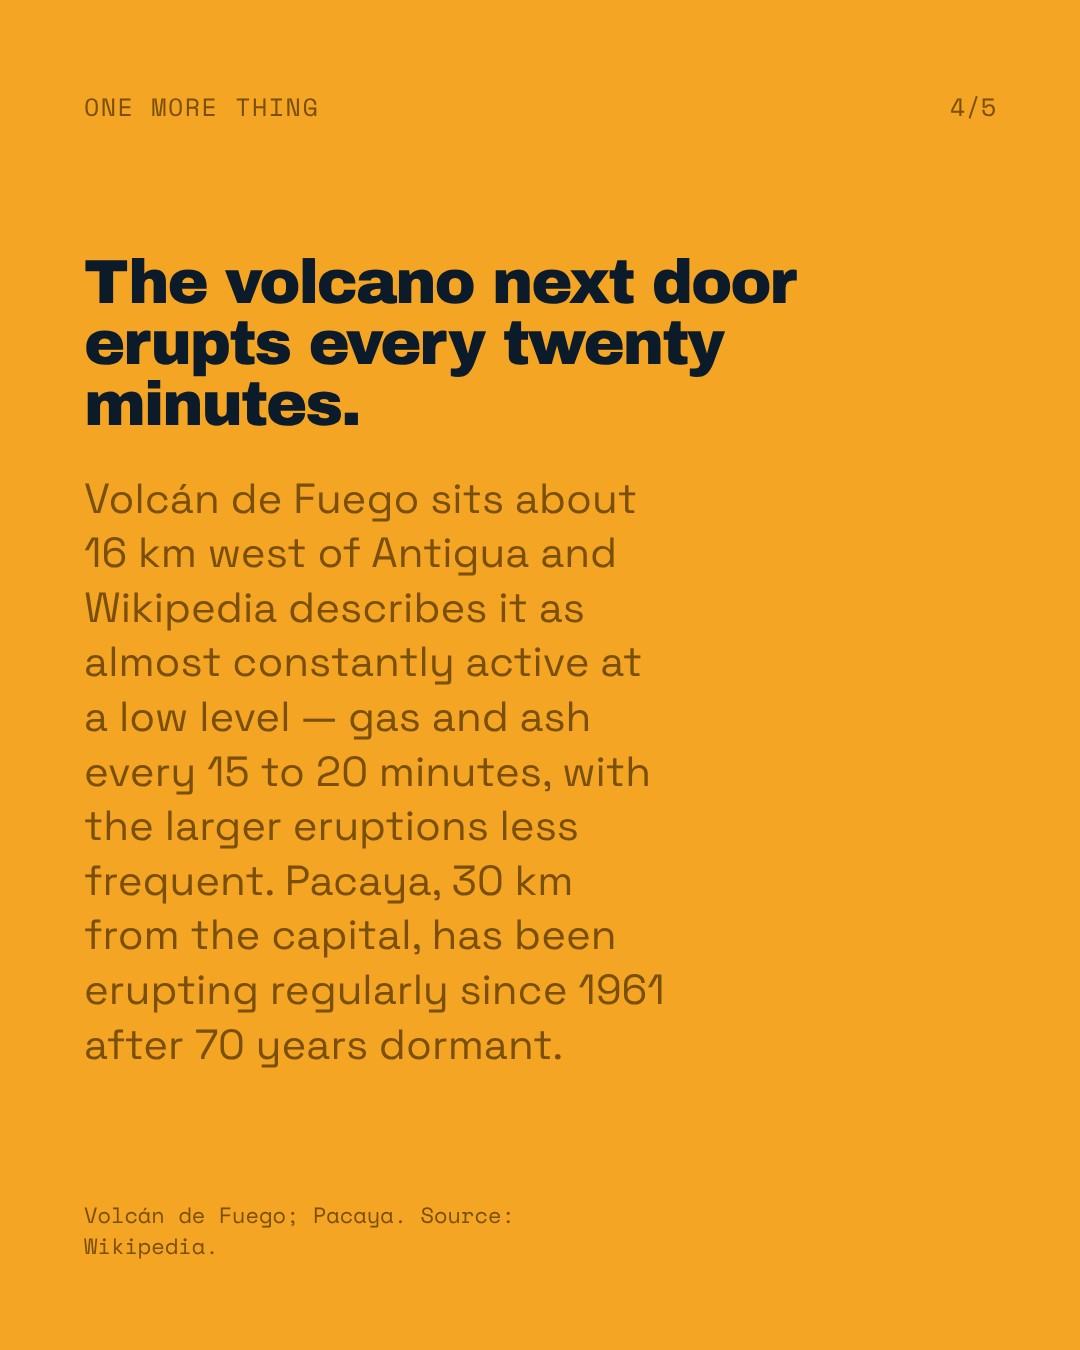 ONE MORE THING
4/5
The volcano next door
erupts every twenty
minutes.
Volcán de Fuego sits about
16 km west of Antigua and
Wikipedia describes it as
almost constantly active at
a low level — gas and ash
every 15 to 20 minutes, with
the larger eruptions less
frequent. Pacaya, 30 km
from the capital, has been
erupting regularly since 1961
after 70 years dormant.
Volcán de Fuego; Pacaya. Source:
Wikipedia.